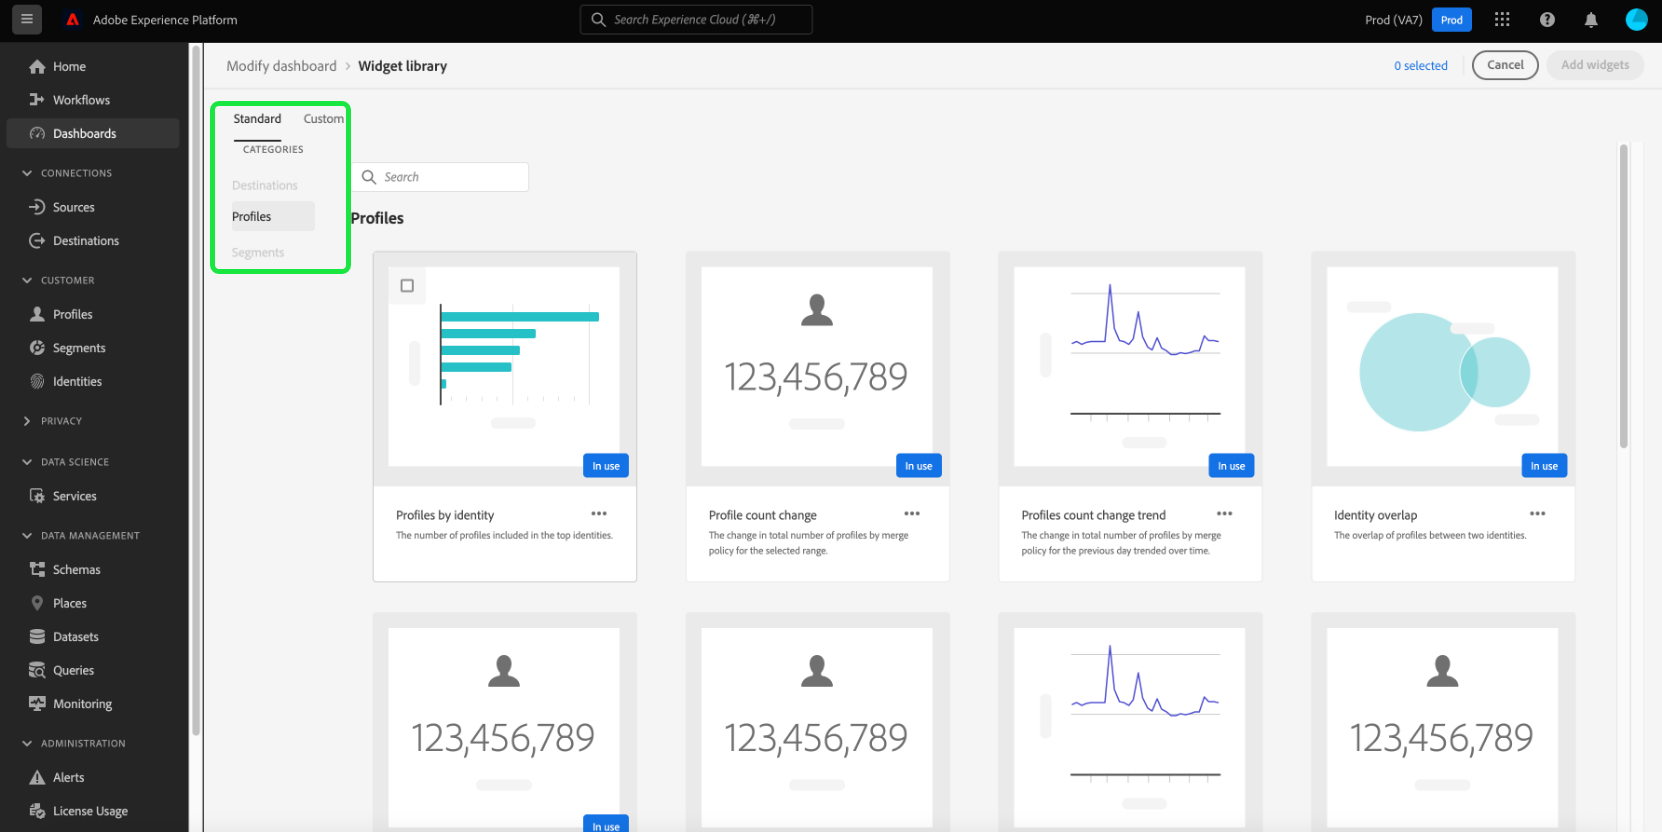 Adobe Experience Platform
Search Experience Cloud (⌘+/)
Prod (VA7)
Prod
Home
Workflows
Dashboards
CONNECTIONS
Sources
Destinations
CUSTOMER
Profiles
Segments
Identities
PRIVACY
DATA SCIENCE
Services
DATA MANAGEMENT
Schemas
Places
Datasets
Queries
Monitoring
ADMINISTRATION
Alerts
License Usage
Modify dashboard > Widget library
0 selected
Cancel
Add widgets
Standard
Custom
CATEGORIES
Destinations
Profiles
Segments
Search
Profiles
In use
Profiles by identity
The number of profiles included in the top identities.
123,456,789
In use
Profile count change
The change in total number of profiles by merge
policy for the selected range.
In use
Profiles count change trend
The change in total number of profiles by merge
policy for the previous day trended over time.
In use
Identity overlap
The overlap of profiles between two identities.
123,456,789
In use
123,456,789
123,456,789